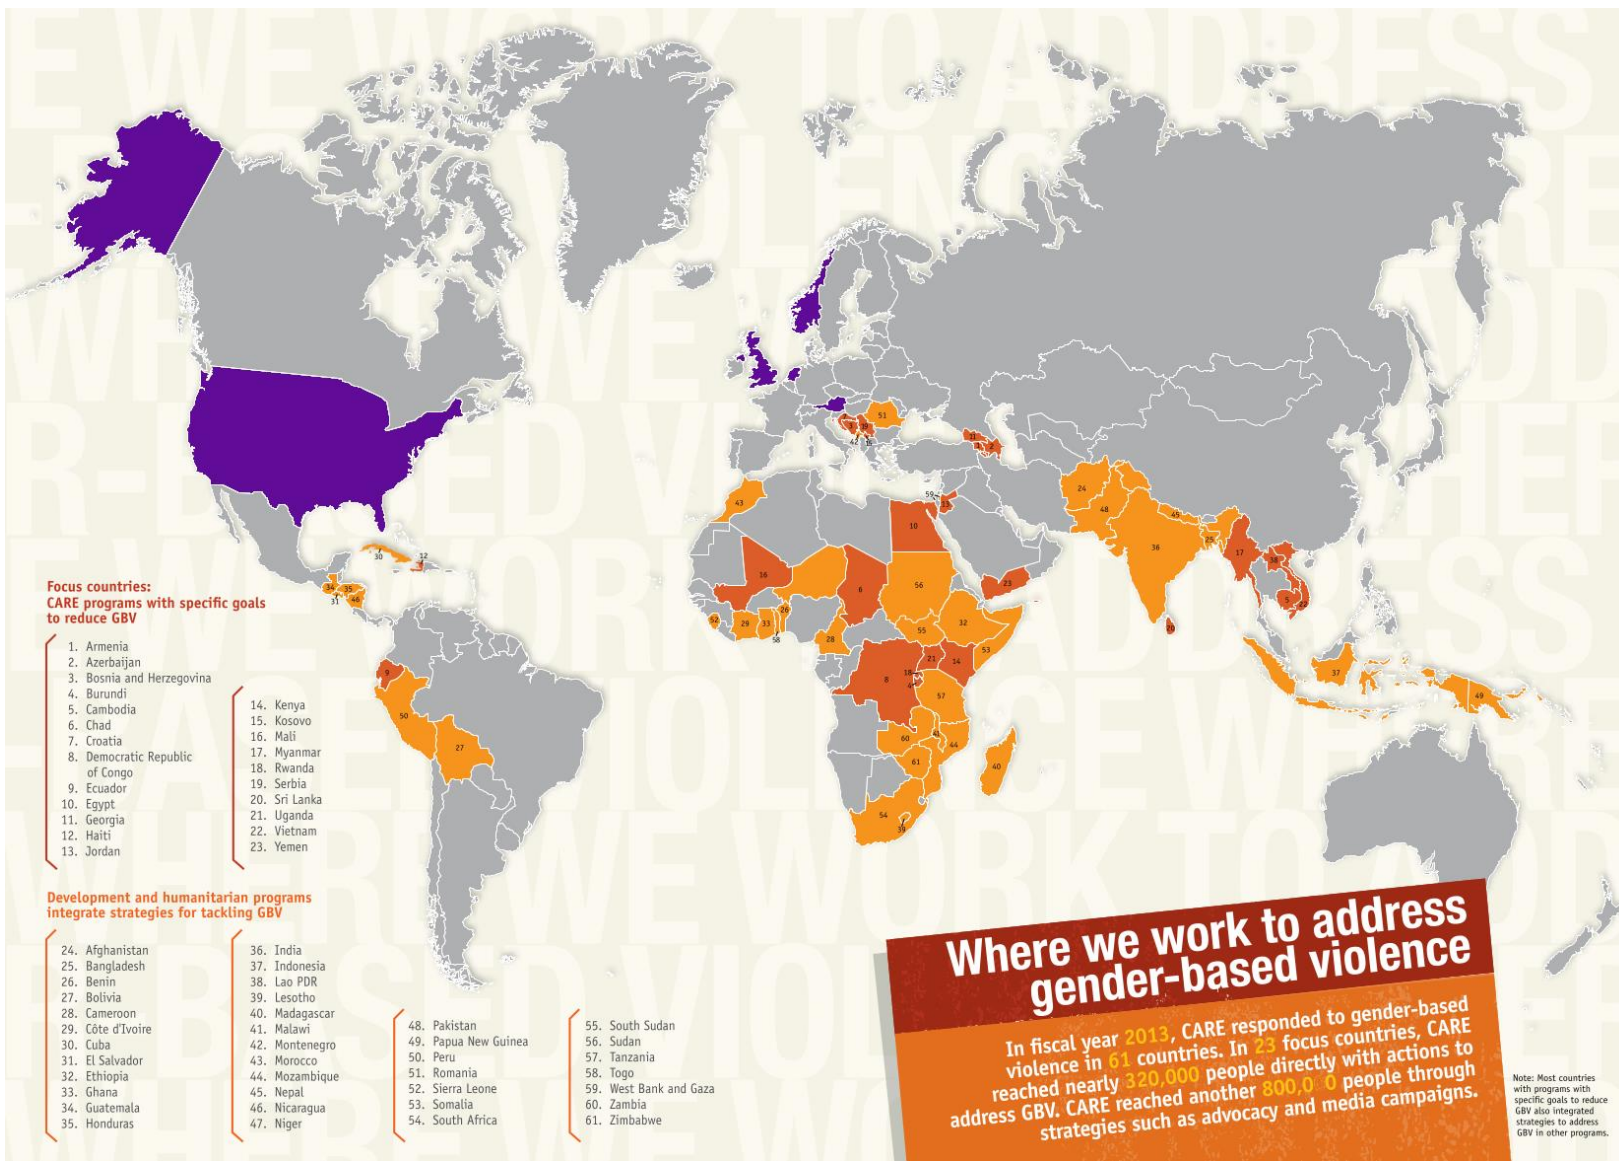 Focus countries:
CARE programs with specific goals
to reduce GBV
1. Armenia
2. Azerbaijan
3. Bosnia and Herzegovina
4. Burundi
5. Cambodia
6. Chad
7. Croatia
8. Democratic Republic
of Congo
9. Ecuador
10. Egypt
11. Georgia
12. Haiti
13. Jordan
14. Kenya
15. Kosovo
16. Mali
17. Myanmar
18. Rwanda
19. Serbia
20. Sri Lanka
21. Uganda
22. Vietnam
23. Yemen
Development and humanitarian programs
integrate strategies for tackling GBV
24. Afghanistan
25. Bangladesh
26. Benin
27. Bolivia
28. Cameroon
29. Côte d'Ivoire
30. Cuba
31. El Salvador
32. Ethiopia
33. Ghana
34. Guatemala
35. Honduras
36. India
37. Indonesia
38. Lao PDR
39. Lesotho
40. Madagascar
41. Malawi
42. Montenegro
43. Morocco
44. Mozambique
45. Nepal
46. Nicaragua
47. Niger
48. Pakistan
49. Papua New Guinea
50. Peru
51. Romania
52. Sierra Leone
53. Somalia
54. South Africa
55. South Sudan
56. Sudan
57. Tanzania
58. Togo
59. West Bank and Gaza
60. Zambia
61. Zimbabwe
Where we work to address
gender-based violence
In fiscal year 2013, CARE responded to gender-based
violence in 61 countries. In 23 focus countries, CARE
reached nearly 320,000 people directly with actions to
address GBV. CARE reached another 800,0 0 people through
strategies such as advocacy and media campaigns.
Note: Most countries
with programs with
specific goals to reduce
GBV also integrated
strategies to address
GBV in other programs.